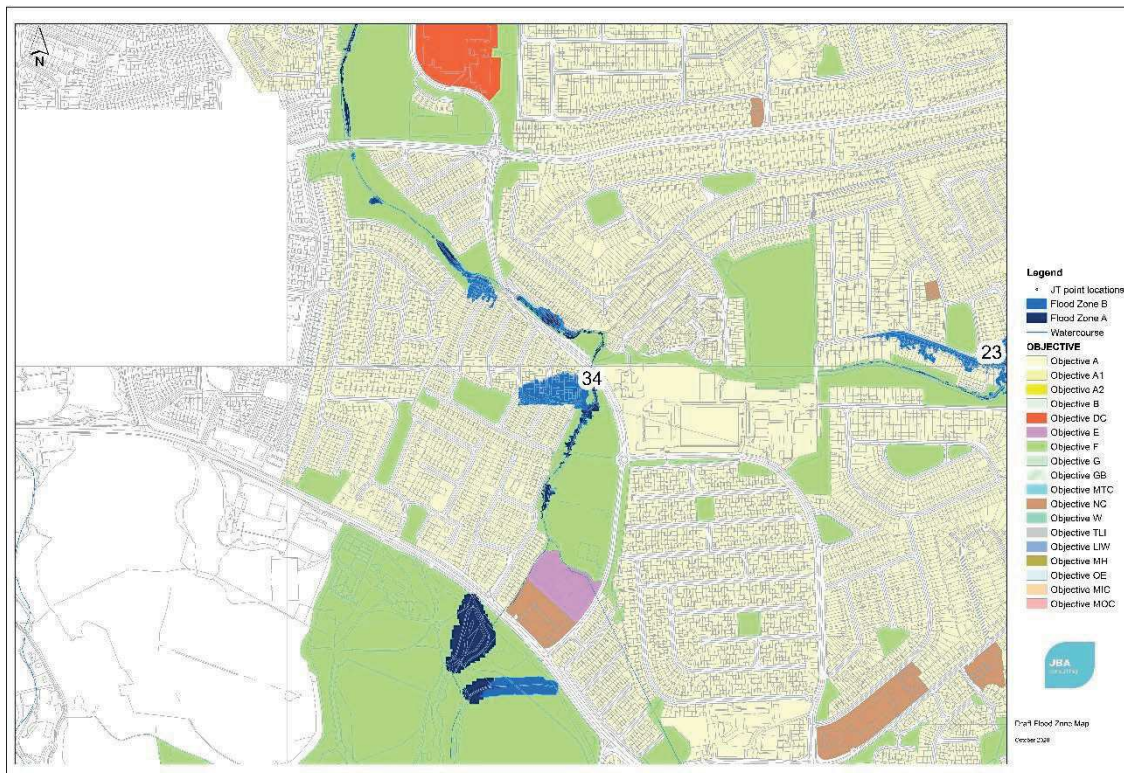 N
34
23
Legend
JT point locations
Flood Zone B
Flood Zone A
Watercourse
OBJECTIVE
Objective A
Objective A1
Objective A2
Objective B
Objective DC
Objective E
Objective F
Objective G
Objective GB
Objective MTC
Objective NC
Objective W
Objective TLI
Objective LIW
Objective MH
Objective OE
Objective MIC
Objective MOC
JBA
consulting
Draft Flood Zone Map
October 2020